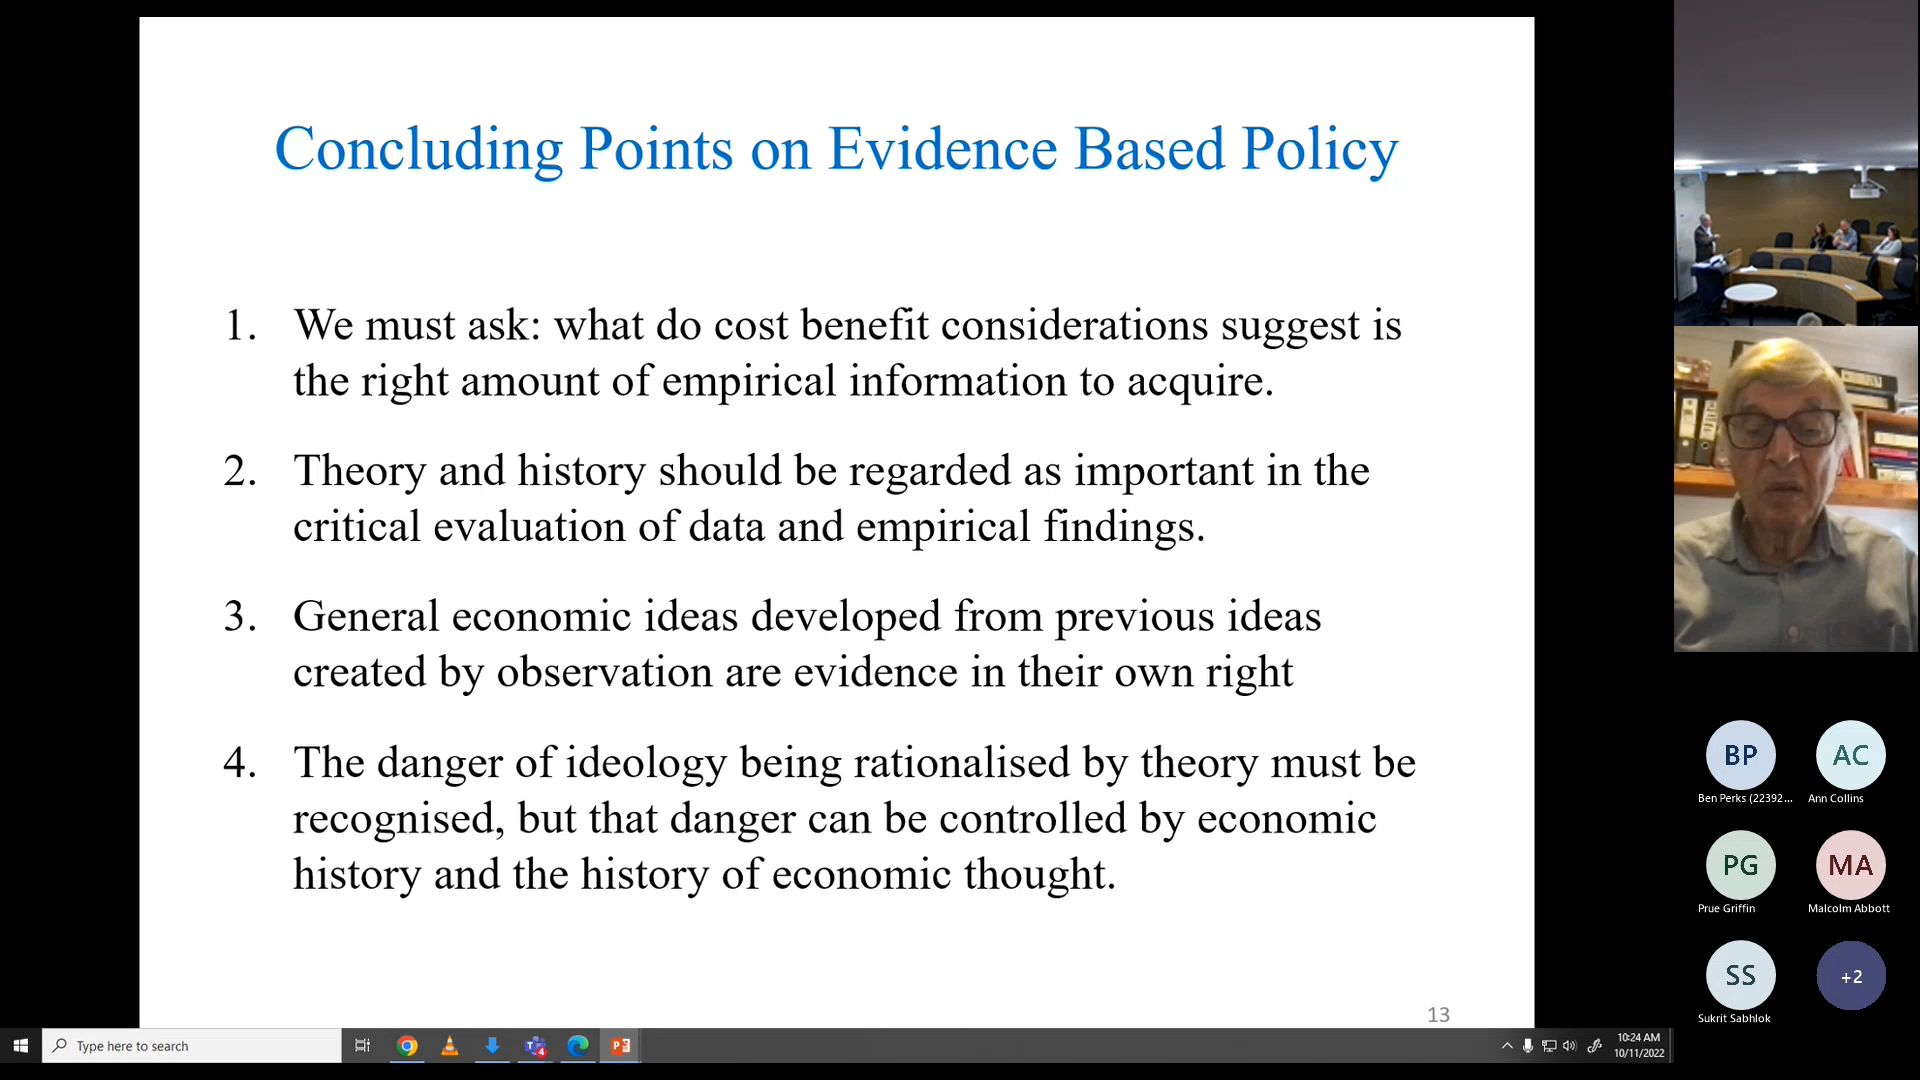 Concluding Points on Evidence Based Policy
1. We must ask: what do cost benefit considerations suggest is
the right amount of empirical information to acquire.
2. Theory and history should be regarded as important in the
critical evaluation of data and empirical findings.
3. General economic ideas developed from previous ideas
created by observation are evidence in their own right
4. The danger of ideology being rationalised by theory must be
recognised, but that danger can be controlled by economic
history and the history of economic thought.
13
BP
Ben Perks (22392...
AC
Ann Collins
PG
Prue Griffin
MA
Malcolm Abbott
SS
Sukrit Sabhlok
+2
Type here to search
4
P
10:24 AM
10/11/2022